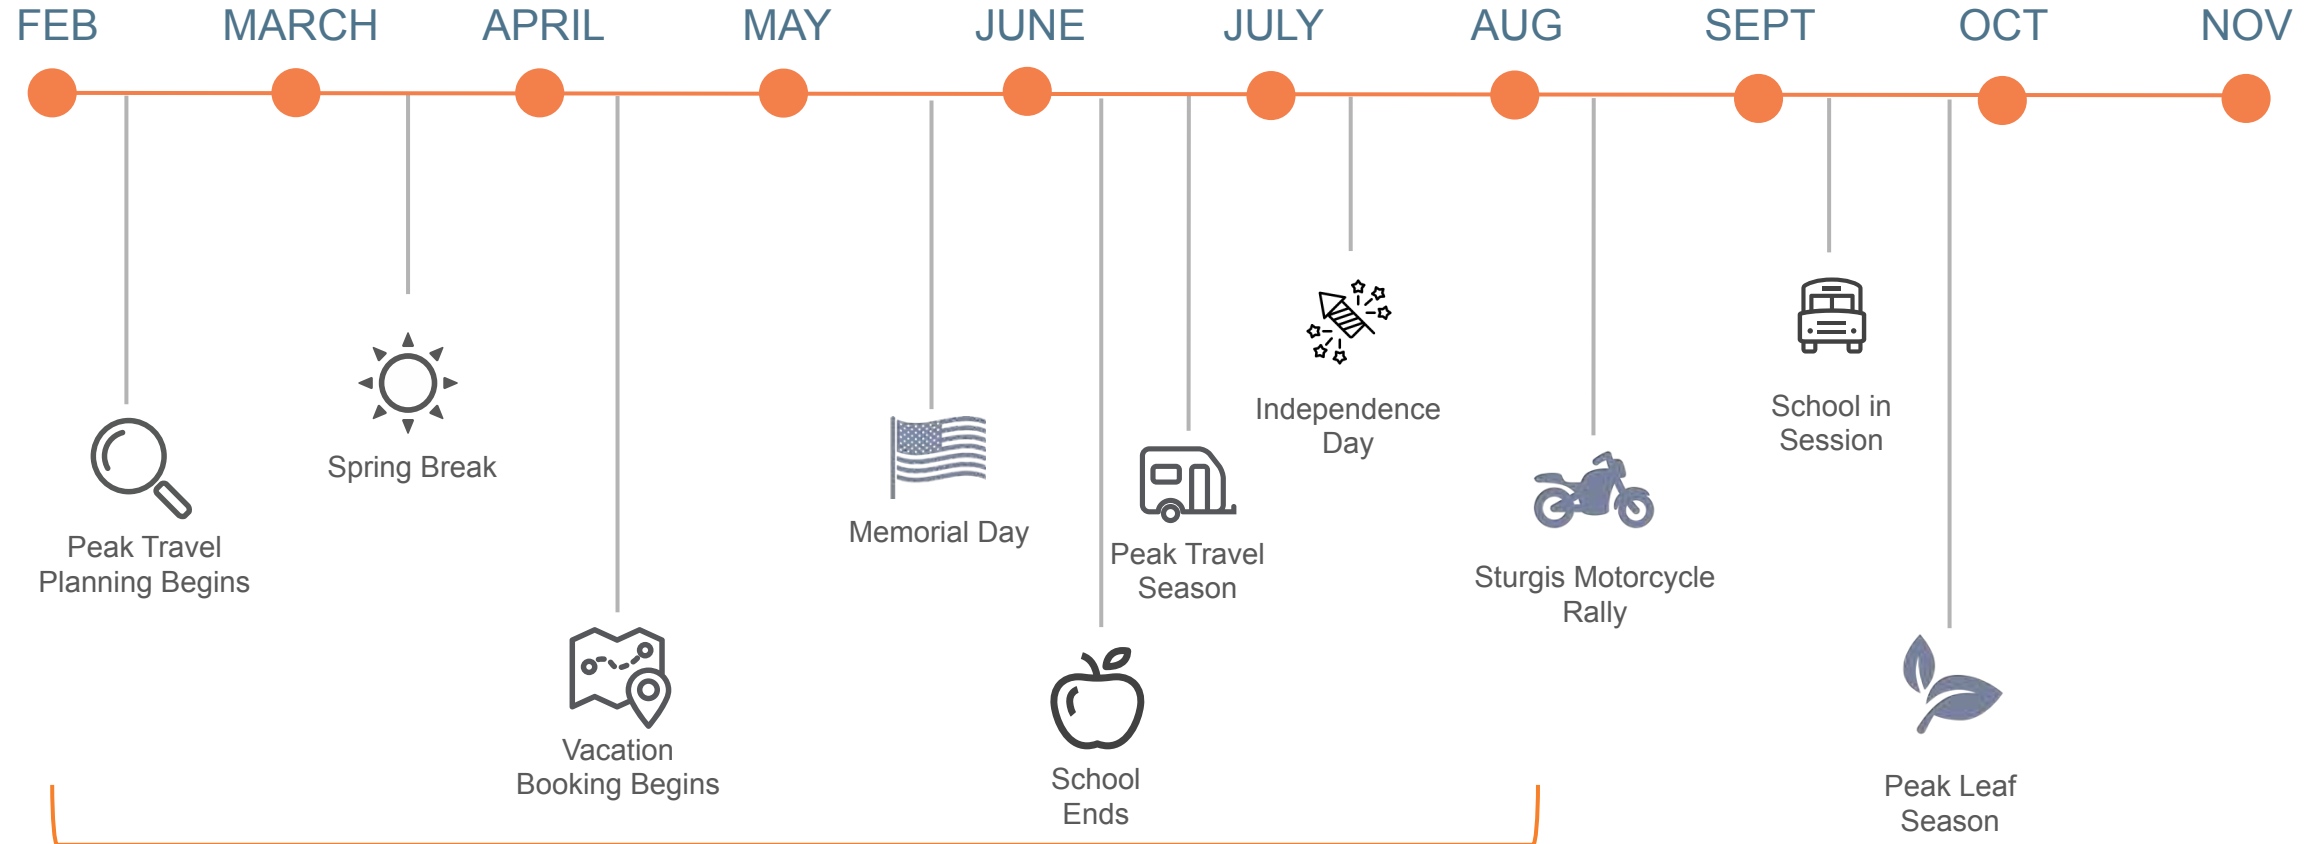 FEB MARCH APRIL MAY JUNE JULY AUG SEPT OCT NOV
Peak Travel
Planning Begins
Spring Break
Vacation
Booking Begins
Memorial Day
School
Ends
Peak Travel
Season
Independence
Day
Sturgis Motorcycle
Rally
School in
Session
Peak Leaf
Season